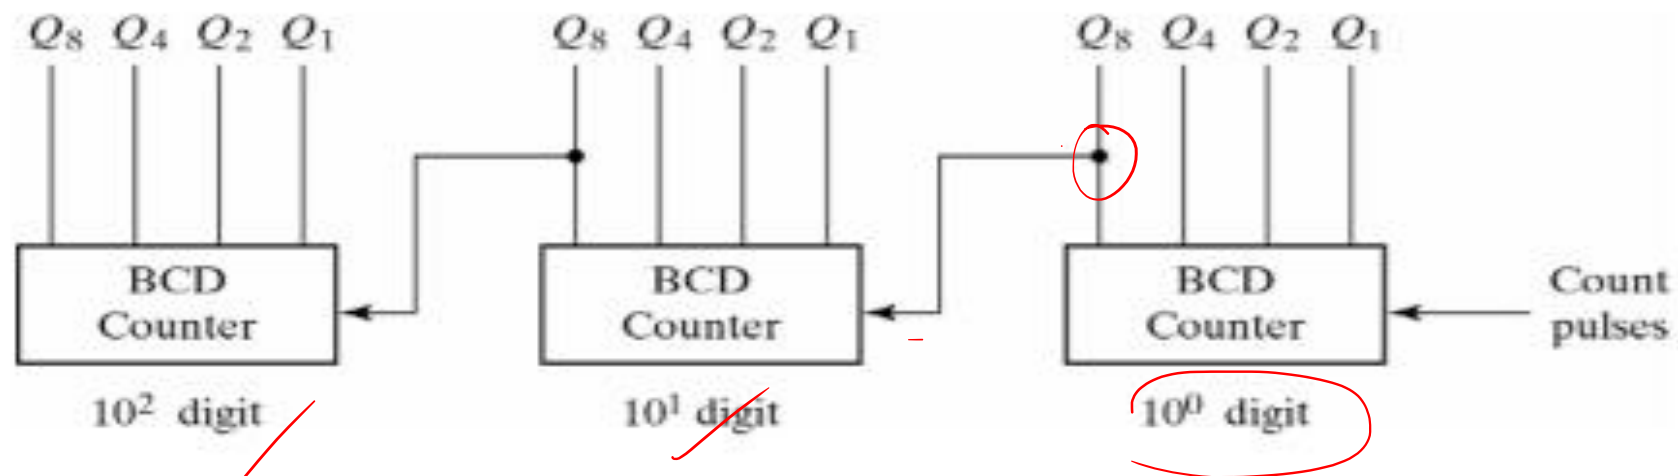 Q₈ Q₄ Q₂ Q₁ Q₈ Q₄ Q₂ Q₁ Q₈ Q₄ Q₂ Q₁
BCD Counter
BCD Counter
BCD Counter
Count pulses
10² digit 10¹ digit 10⁰ digit